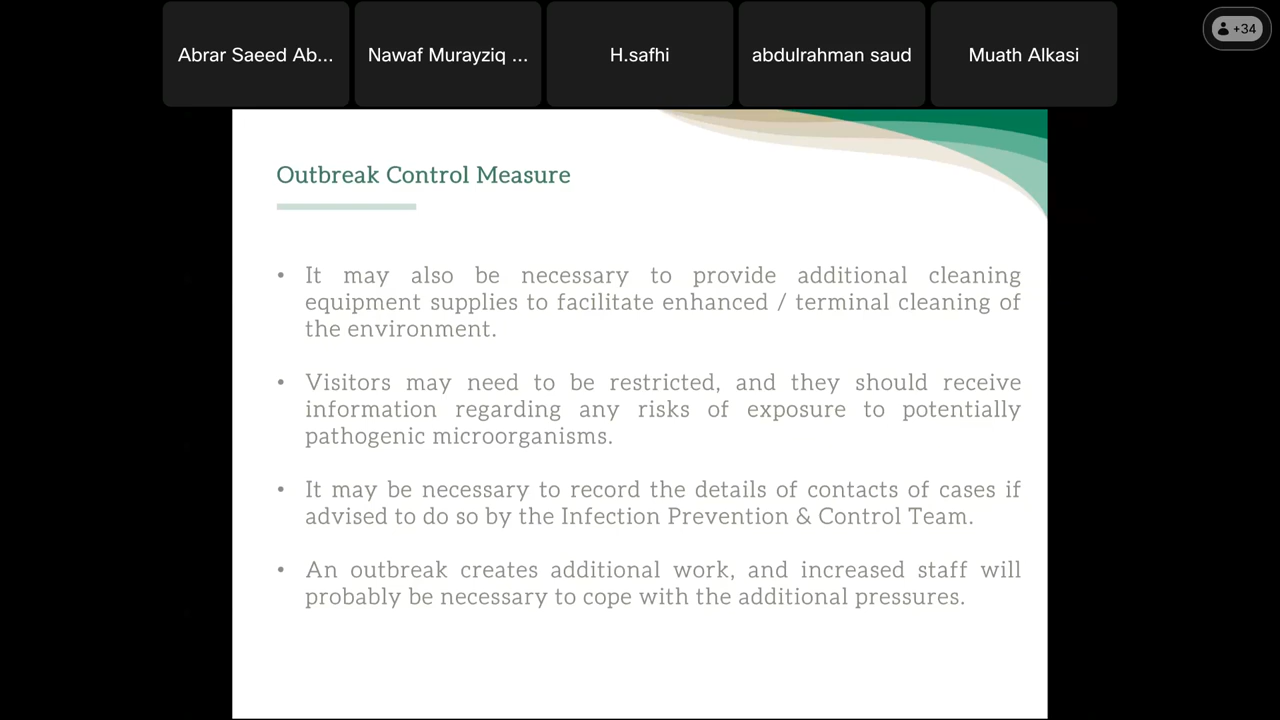 Abrar Saeed Ab...
Nawaf Murayziq ...
H.safhi
abdulrahman saud
Muath Alkasi
+34
Outbreak Control Measure
• It may also be necessary to provide additional cleaning
equipment supplies to facilitate enhanced / terminal cleaning of
the environment.
• Visitors may need to be restricted, and they should receive
information regarding any risks of exposure to potentially
pathogenic microorganisms.
• It may be necessary to record the details of contacts of cases if
advised to do so by the Infection Prevention & Control Team.
• An outbreak creates additional work, and increased staff will
probably be necessary to cope with the additional pressures.